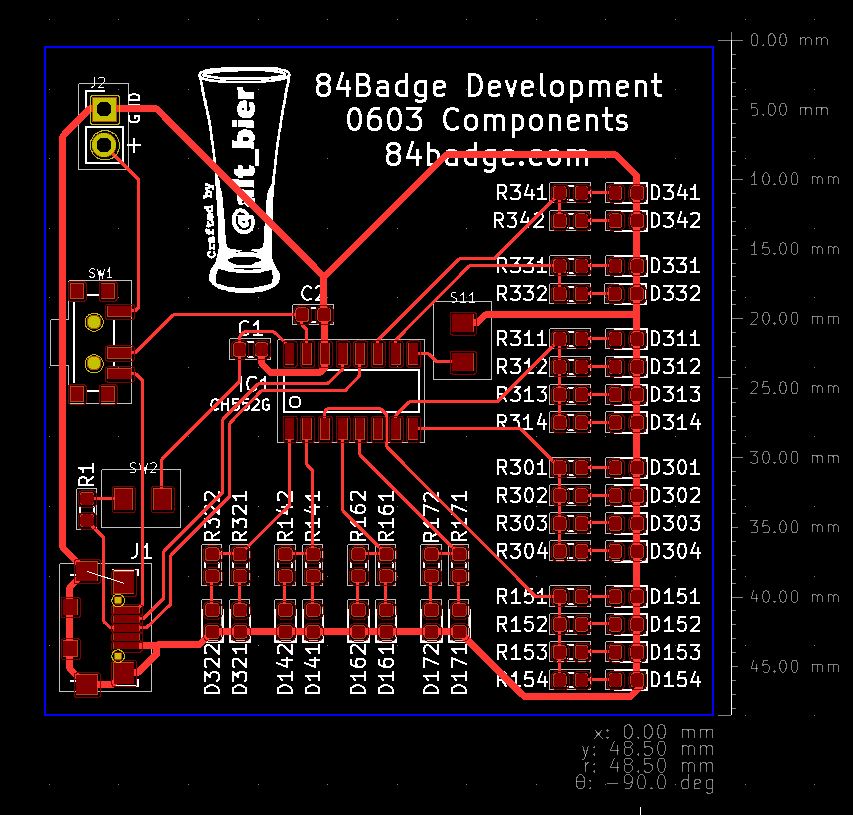 84Badge Development
0603 Components
84badge.com
Crafted by
@alt_bier
J2
GND
+
SW1
C2
C1
IC1
CH552G
S11
SW2
R1
J1
R341 D341
R342 D342
R331 D331
R332 D332
R311 D311
R312 D312
R313 D313
R314 D314
R301 D301
R302 D302
R303 D303
R304 D304
R151 D151
R152 D152
R153 D153
R154 D154
R322 R321 R142 R141 R162 R161 R172 R171
D322 D321 D142 D141 D162 D161 D172 D171
0.00 mm
5.00 mm
10.00 mm
15.00 mm
20.00 mm
25.00 mm
30.00 mm
35.00 mm
40.00 mm
45.00 mm
x: 0.00 mm
y: 48.50 mm
r: 48.50 mm
θ: -90.0 deg